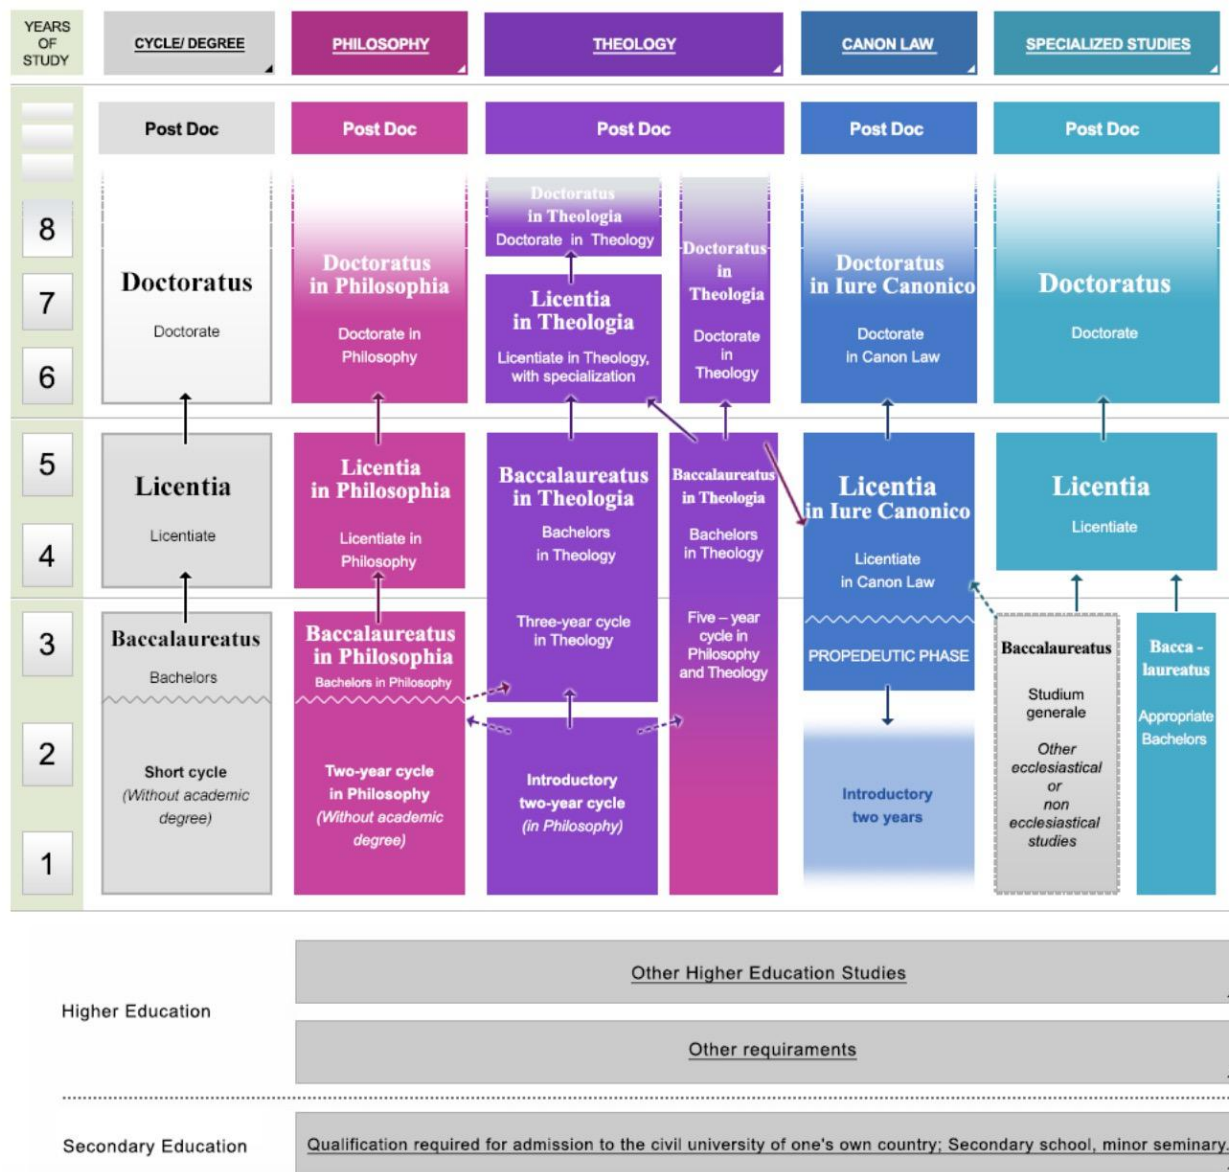 YEARS
OF
STUDY
CYCLE/ DEGREE
PHILOSOPHY
THEOLOGY
CANON LAW
SPECIALIZED STUDIES
Post Doc
Post Doc
Post Doc
Post Doc
Post Doc
8
7
6
5
4
3
2
1
Doctoratus
Doctorate
Licentia
Licentiate
Baccalaureatus
Bachelors
Short cycle
(Without academic
degree)
Doctoratus
in Philosophia
Doctorate in
Philosophy
Licentia
in Philosophia
Licentiate in
Philosophy
Baccalaureatus
in Philosophia
Bachelors in Philosophy
Two-year cycle
in Philosophy
(Without academic
degree)
Doctoratus
in Theologia
Doctorate in Theology
Licentia
in Theologia
Licentiate in Theology,
with specialization
Baccalaureatus
in Theologia
Bachelors
in Theology
Three-year cycle
in Theology
Introductory
two-year cycle
(in Philosophy)
Doctoratus
in
Theologia
Doctorate
in
Theology
Baccalaureatus
in Theologia
Bachelors
in Theology
Five – year
cycle in
Philosophy
and Theology
Doctoratus
in Iure Canonico
Doctorate
in Canon Law
Licentia
in Iure Canonico
Licentiate
in Canon Law
PROPEDEUTIC PHASE
Introductory
two years
Doctoratus
Doctorate
Licentia
Licentiate
Baccalaureatus
Studium
generale
Other
ecclesiastical
or
non
ecclesiastical
studies
Bacca -
laureatus
Appropriate
Bachelors
Higher Education
Other Higher Education Studies
Other requiraments
Secondary Education
Qualification required for admission to the civil university of one's own country; Secondary school, minor seminary.